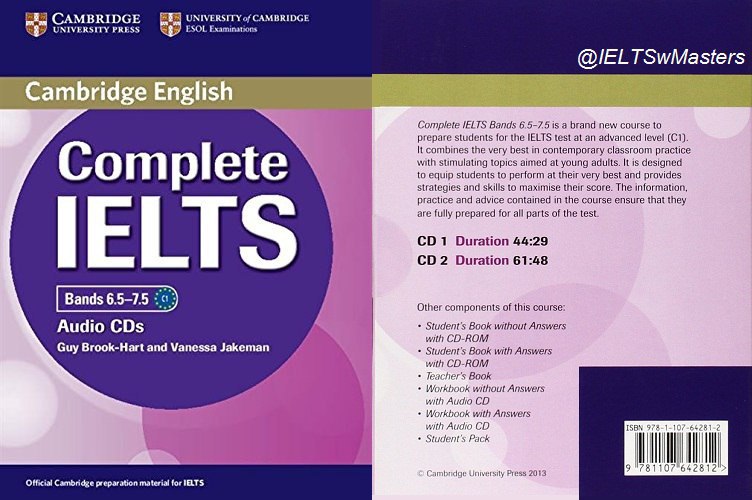 CAMBRIDGE
UNIVERSITY PRESS
UNIVERSITY of CAMBRIDGE
ESOL Examinations
Cambridge English
Complete
IELTS
Bands 6.5–7.5 C1
Audio CDs
Guy Brook-Hart and Vanessa Jakeman
Official Cambridge preparation material for IELTS
@IELTSwMasters
Complete IELTS Bands 6.5–7.5 is a brand new course to
prepare students for the IELTS test at an advanced level (C1).
It combines the very best in contemporary classroom practice
with stimulating topics aimed at young adults. It is designed
to equip students to perform at their very best and provides
strategies and skills to maximise their score. The information,
practice and advice contained in the course ensure that they
are fully prepared for all parts of the test.
CD 1 Duration 44:29
CD 2 Duration 61:48
Other components of this course:
• Student's Book without Answers
with CD-ROM
• Student's Book with Answers
with CD-ROM
• Teacher's Book
• Workbook without Answers
with Audio CD
• Workbook with Answers
with Audio CD
• Student's Pack
© Cambridge University Press 2013
ISBN 978-1-107-64281-2
9 781107 642812 >